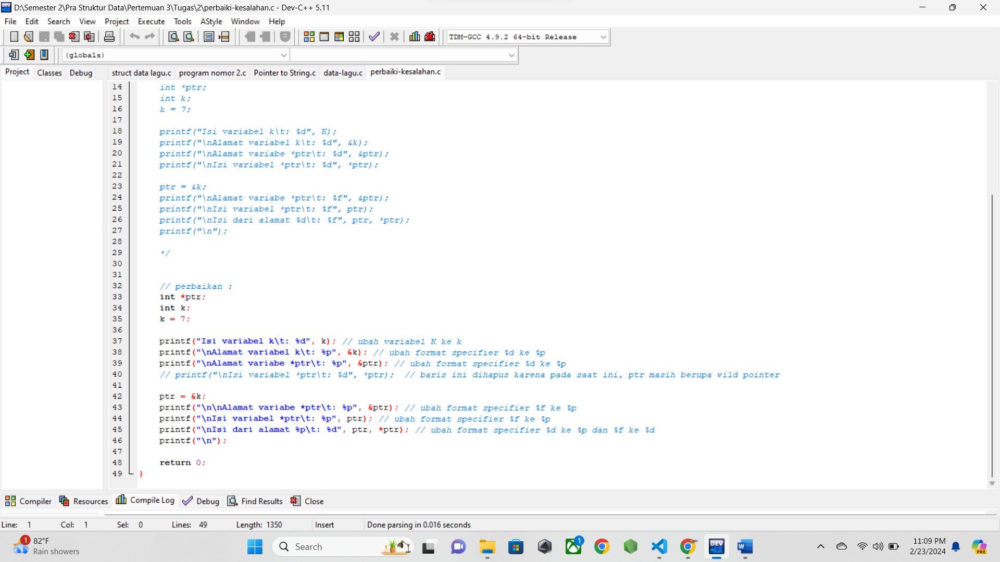 D:\Semester 2\Pra Struktur Data\Pertemuan 3\Tugas\2\perbaiki-kesalahan.c - Dev-C++ 5.11
File Edit Search View Project Execute Tools AStyle Window Help
TDM-GCC 4.9.2 64-bit Release
(globals)
Project Classes Debug
struct data lagu.c program nomor 2.c Pointer to String.c data-lagu.c perbaiki-kesalahan.c
14 int *ptr;
15 int k;
16 k = 7;
17
18 printf("Isi variabel k\t: %d", K);
19 printf("\nAlamat variabel k\t: %d", &k);
20 printf("\nAlamat variabe *ptr\t: %d", &ptr);
21 printf("\nIsi variabel *ptr\t: %d", *ptr);
22
23 ptr = &k;
24 printf("\nAlamat variabe *ptr\t: %f", &ptr);
25 printf("\nIsi variabel *ptr\t: %f", ptr);
26 printf("\nIsi dari alamat %d\t: %f", ptr, *ptr);
27 printf("\n");
28
29 */
30
31
32 // perbaikan :
33 int *ptr;
34 int k;
35 k = 7;
36
37 printf("Isi variabel k\t: %d", k); // ubah variabel K ke k
38 printf("\nAlamat variabel k\t: %p", &k); // ubah format specifier %d ke %p
39 printf("\nAlamat variabe *ptr\t: %p", &ptr); // ubah format specifier %d ke %p
40 // printf("\nIsi variabel *ptr\t: %d", *ptr); // baris ini dihapus karena pada saat ini, ptr masih berupa wild pointer
41
42 ptr = &k;
43 printf("\n\nAlamat variabe *ptr\t: %p", &ptr); // ubah format specifier %f ke %p
44 printf("\nIsi variabel *ptr\t: %p", ptr); // ubah format specifier %f ke %p
45 printf("\nIsi dari alamat %p\t: %d", ptr, *ptr); // ubah format specifier %d ke %p dan %f ke %d
46 printf("\n");
47
48 return 0;
49 }
Compiler Resources Compile Log Debug Find Results Close
Line: 1 Col: 1 Sel: 0 Lines: 49 Length: 1350 Insert Done parsing in 0.016 seconds
1 82°F
Rain showers
Search
1
DEV C++
W
PRE
11:09 PM
2/23/2024